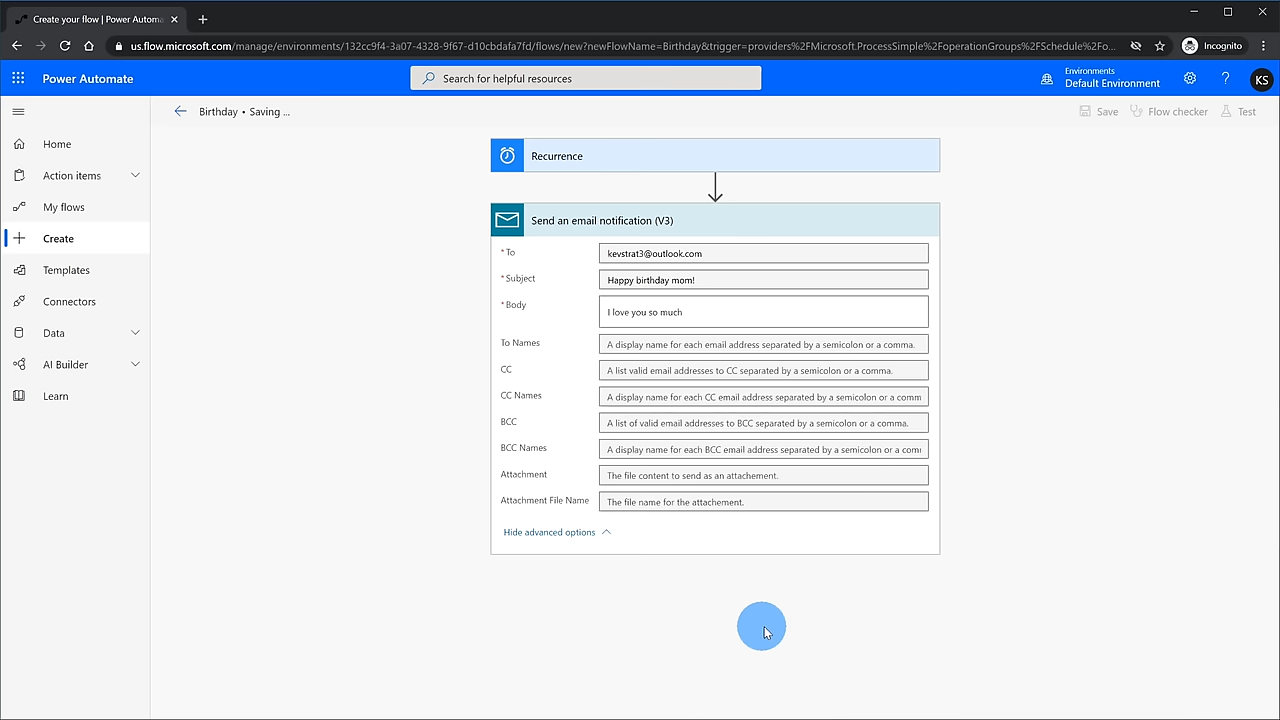 Create your flow | Power Automa
us.flow.microsoft.com/manage/environments/132cc9f4-3a07-4328-9f67-d10cbdafa7fd/flows/new?newFlowName=Birthday&trigger=providers%2FMicrosoft.ProcessSimple%2FoperationGroups%2FSchedule%2Fo...
Incognito
Power Automate
Search for helpful resources
Environments
Default Environment
KS
Birthday • Saving ...
Save
Flow checker
Test
Home
Action items
My flows
Create
Templates
Connectors
Data
AI Builder
Learn
Recurrence
Send an email notification (V3)
* To
kevstrat3@outlook.com
* Subject
Happy birthday mom!
* Body
I love you so much
To Names
A display name for each email address separated by a semicolon or a comma.
CC
A list valid email addresses to CC separated by a semicolon or a comma.
CC Names
A display name for each CC email address separated by a semicolon or a comm
BCC
A list of valid email addresses to BCC separated by a semicolon or a comma.
BCC Names
A display name for each BCC email address separated by a semicolon or a com
Attachment
The file content to send as an attachement.
Attachment File Name
The file name for the attachement.
Hide advanced options